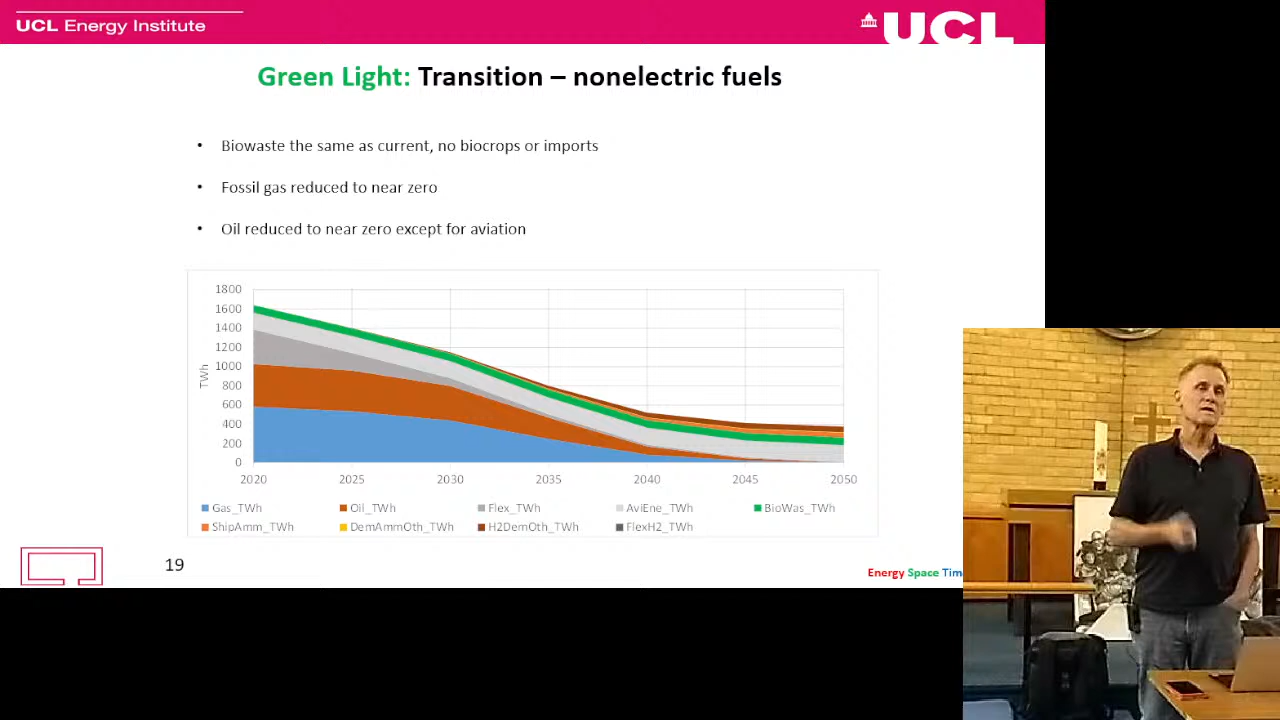 UCL Energy Institute
UCL
Green Light: Transition – nonelectric fuels
• Biowaste the same as current, no biocrops or imports
• Fossil gas reduced to near zero
• Oil reduced to near zero except for aviation
1800
1600
1400
1200
1000
800
600
400
200
0
TWh
2020 2025 2030 2035 2040 2045 2050
Gas_TWh Oil_TWh Flex_TWh AviEne_TWh BioWas_TWh
ShipAmm_TWh DemAmmOth_TWh H2DemOth_TWh FlexH2_TWh
19
Energy Space Tim